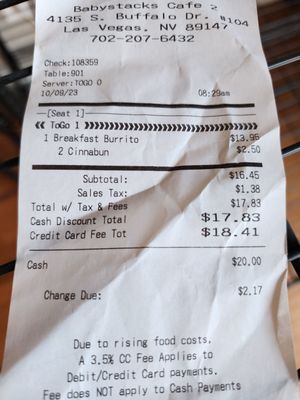 Babystacks Cafe 2
4135 S. Buffalo Dr. #104
Las Vegas, NV 89147
702-207-6432
Check:108359
Table:901
Server:TOGO O
10/09/23 08:29am
[Seat 1]
ToGo 1
1 Breakfast Burrito $13.95
2 Cinnabun $2.50
Subtotal: $16.45
Sales Tax: $1.38
Total w/ Tax & Fees $17.83
Cash Discount Total $17.83
Credit Card Fee Tot $18.41
Cash $20.00
Change Due: $2.17
Due to rising food costs,
A 3.5% CC Fee Applies to
Debit/Credit Card payments.
Fee does NOT apply to Cash Payments